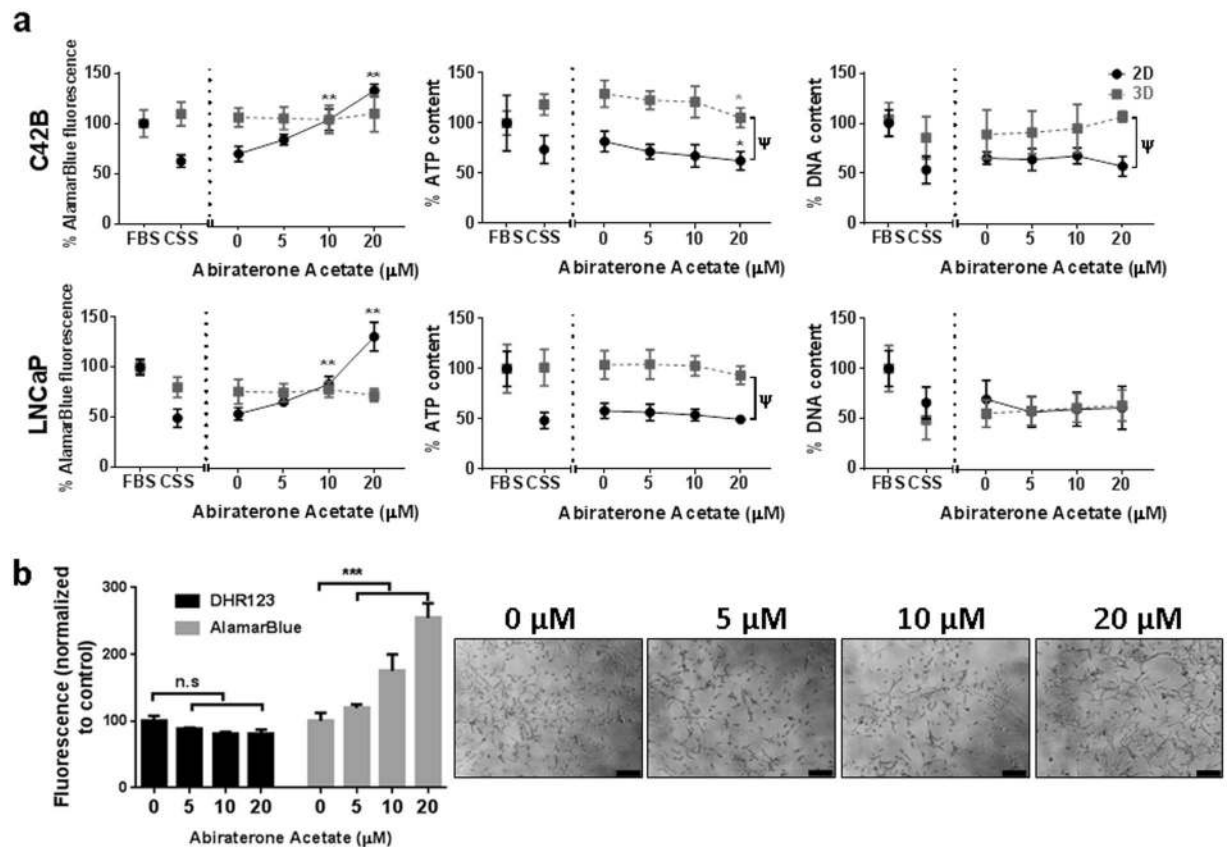 a
C42B
% AlamarBlue fluorescence
150
100
50
0
FBS CSS
0 5 10 20
** **
Abiraterone Acetate (μM)
% ATP content
150
100
50
0
FBS CSS
0 5 10 20
*
*
Ψ
Abiraterone Acetate (μM)
% DNA content
150
100
50
0
FBS CSS
0 5 10 20
2D
3D
Ψ
Abiraterone Acetate (μM)
LNCaP
% AlamarBlue fluorescence
150
100
50
0
FBS CSS
0 5 10 20
** **
Abiraterone Acetate (μM)
% ATP content
150
100
50
0
FBS CSS
0 5 10 20
Ψ
Abiraterone Acetate (μM)
% DNA content
150
100
50
0
FBS CSS
0 5 10 20
Abiraterone Acetate (μM)
b
Fluorescence (normalized
to control)
300
200
100
0
DHR123
AlamarBlue
n.s
***
0 5 10 20 0 5 10 20
Abiraterone Acetate (μM)
0 μM 5 μM 10 μM 20 μM